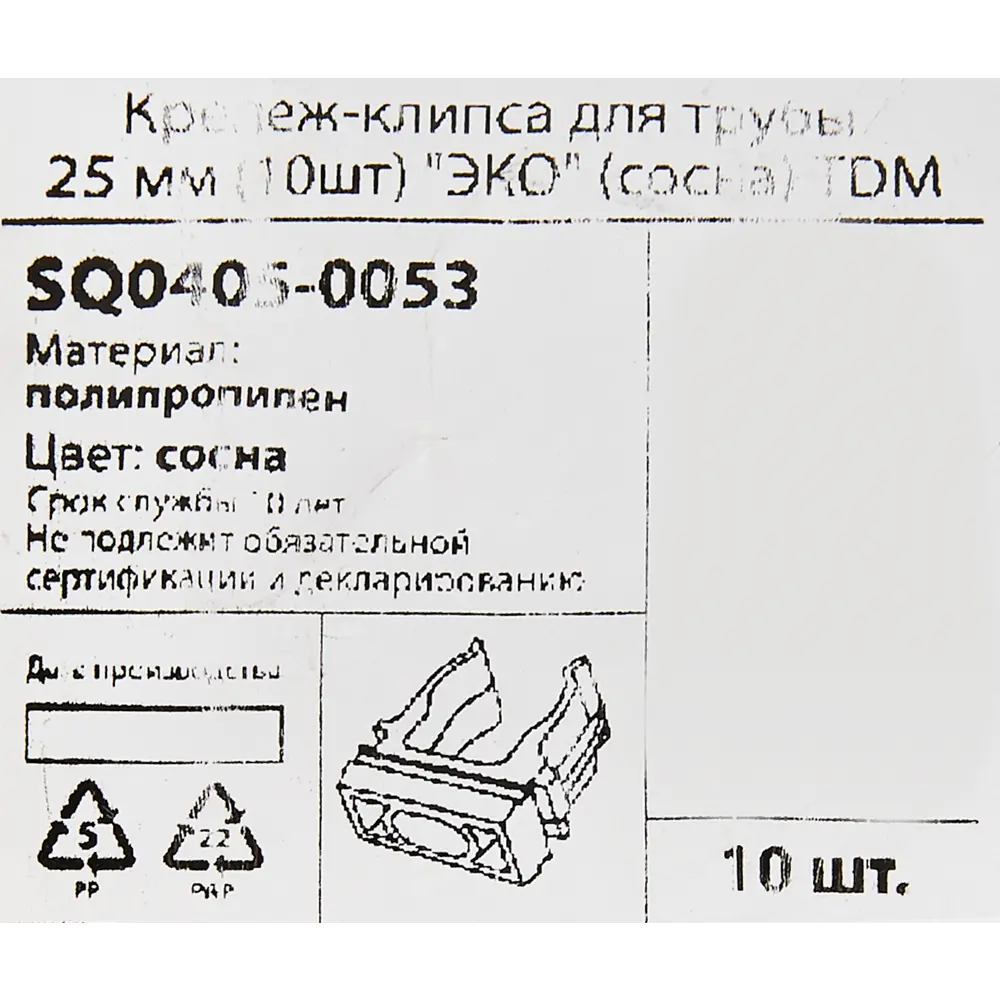 Крепеж-клипса для трубы
25 мм (10шт) "ЭКО" (сосна) TDM
SQ0405-0053
Материал:
полипропилен
Цвет: сосна
Срок службы 10 лет
Не подлежит обязательной
сертификации и декларированию
Дата производства
5
PP
22
PAP
10 шт.